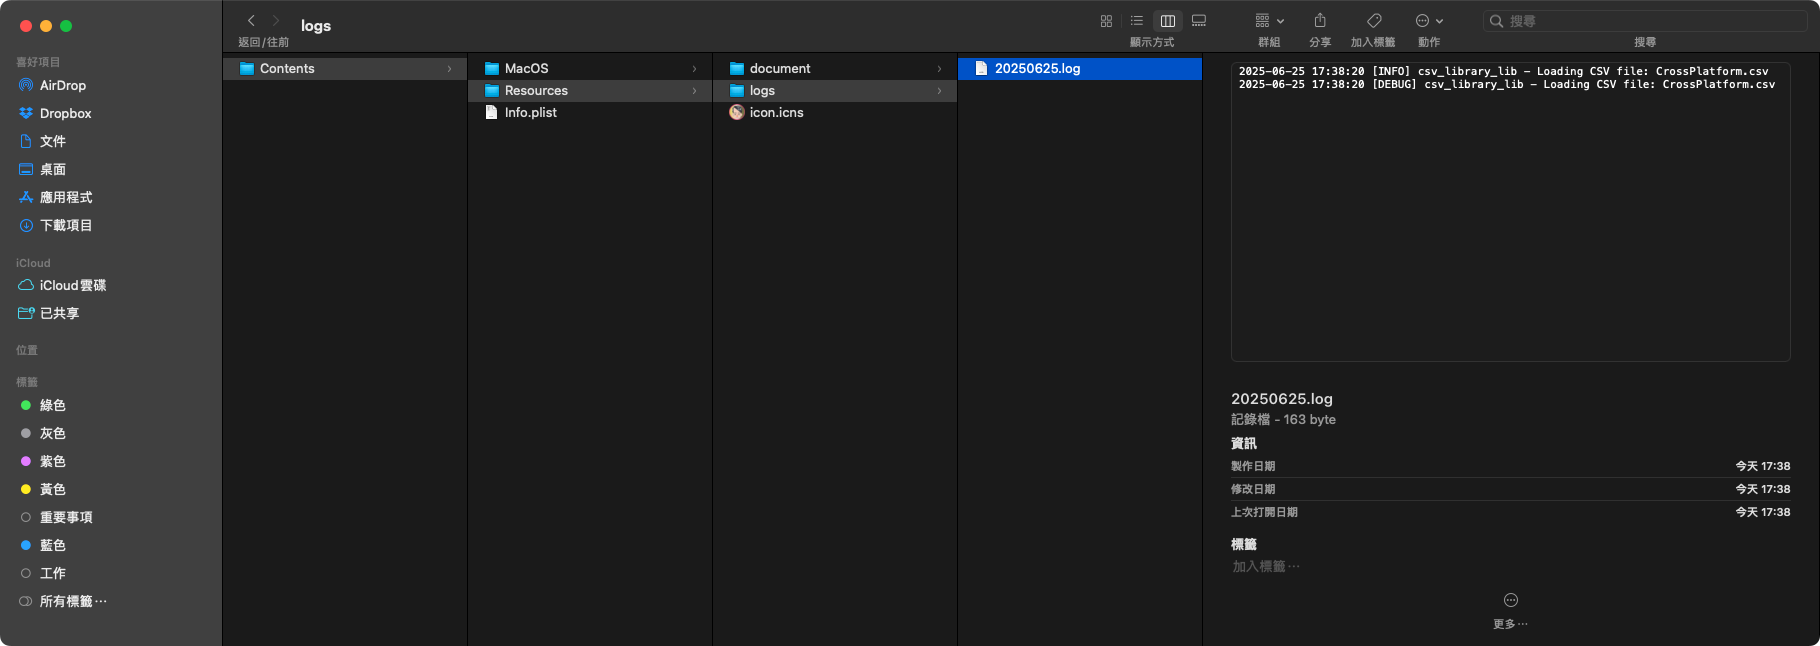 logs
返回/往前
顯示方式
群組
分享
加入標籤
動作
搜尋
搜尋
喜好項目
AirDrop
Dropbox
文件
桌面
應用程式
下載項目
iCloud
iCloud雲碟
已共享
位置
標籤
綠色
灰色
紫色
黃色
重要事項
藍色
工作
所有標籤…
Contents
MacOS
Resources
Info.plist
document
logs
icon.icns
20250625.log
2025-06-25 17:38:20 [INFO] csv_library_lib - Loading CSV file: CrossPlatform.csv
2025-06-25 17:38:20 [DEBUG] csv_library_lib - Loading CSV file: CrossPlatform.csv
20250625.log
記錄檔 - 163 byte
資訊
製作日期 今天 17:38
修改日期 今天 17:38
上次打開日期 今天 17:38
標籤
加入標籤…
更多…